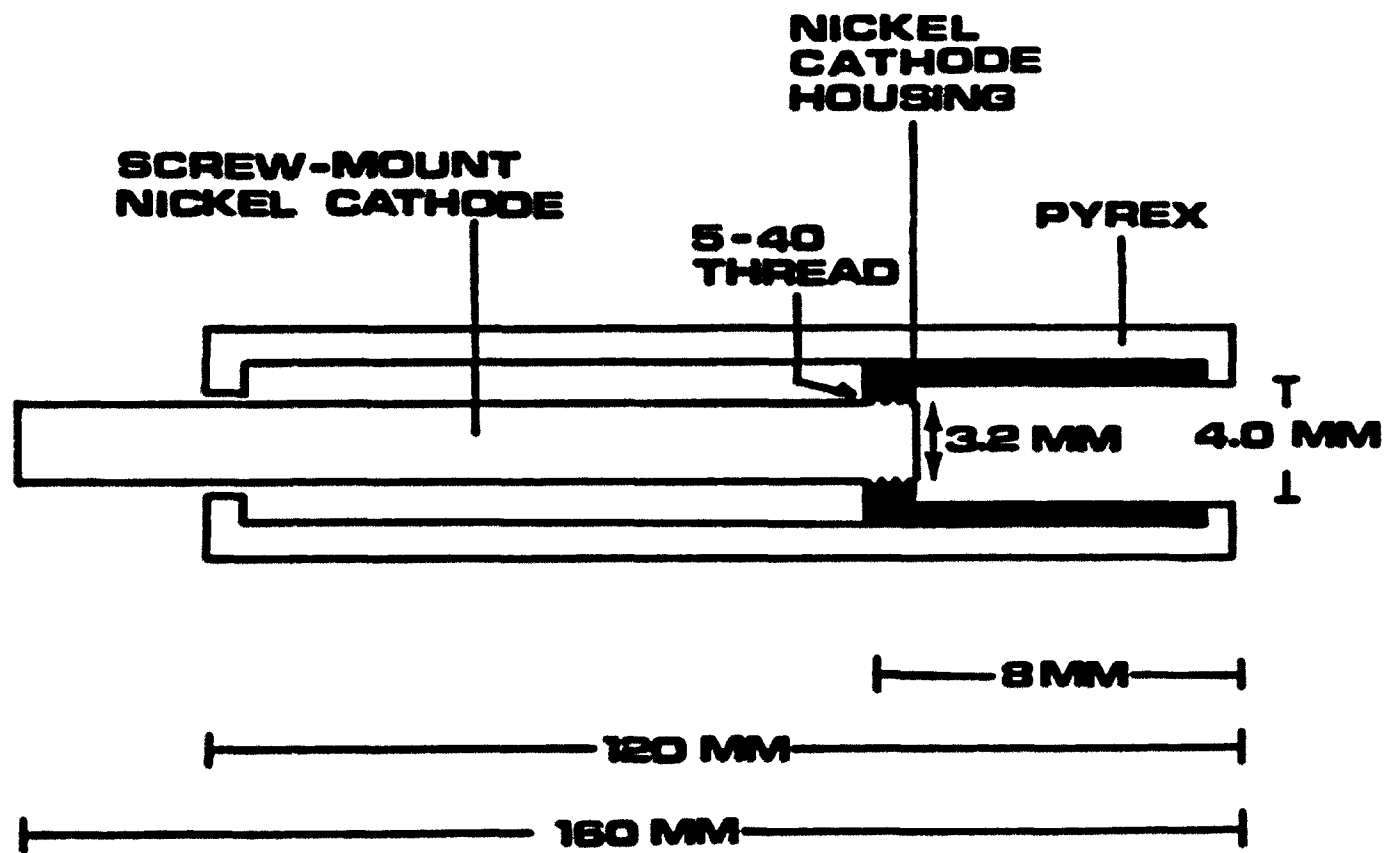 NICKEL
CATHODE
HOUSING
SCREW-MOUNT
NICKEL CATHODE
5-40
THREAD
PYREX
3.2 MM
4.0 MM
8 MM
120 MM
160 MM